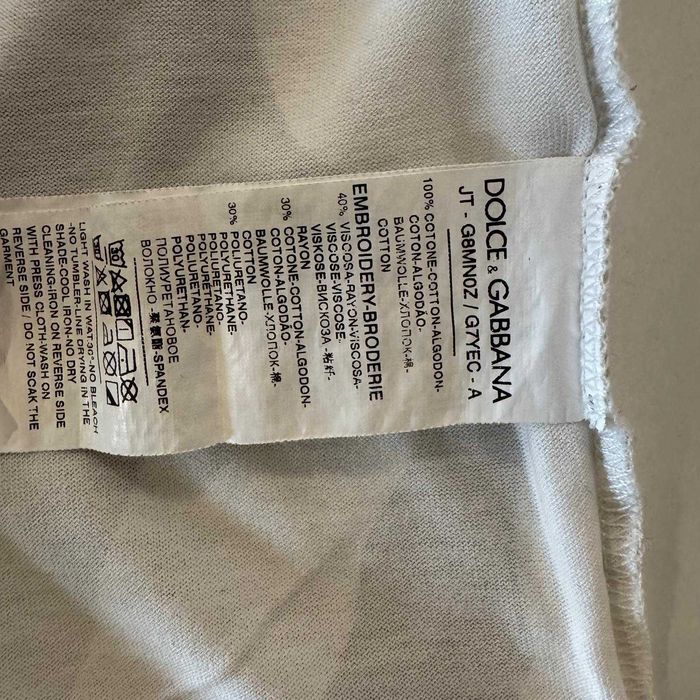 DOLCE & GABBANA
JT - G8MN0Z / G7YEC - A
100% COTONE-COTTON-ALGODON-
COTON-ALGODÃO-
BAUMWOLLE-ХЛОПОК-棉-
COTTON
EMBROIDERY-BRODERIE
40% VISCOSA-RAYON-VISCOSA-
VISCOSE-VISCOSE-
VISKOSE-ВИСКОЗА-粘纤-
RAYON
30% COTONE-COTTON-ALGODON-
COTON-ALGODÃO-
BAUMWOLLE-ХЛОПОК-棉-
COTTON
30% POLIURETANO-
POLYURETHANE-
POLIURETANO-
POLYURÉTHANE-
POLIURETANO-
POLYURETHAN-
ПОЛИУРЕТАНОВОЕ
ВОЛОКНО -聚氨酯-SPANDEX
LIGHT WASH IN WAT30°-NO BLEACH
-NO TUMBLER-LINE DRYING IN THE
SHADE-COOL IRON-NO DRY
CLEANING-IRON ON REVERSE SIDE
WITH PRESS CLOTH-WASH ON
REVERSE SIDE / DO NOT SOAK THE
GARMENT